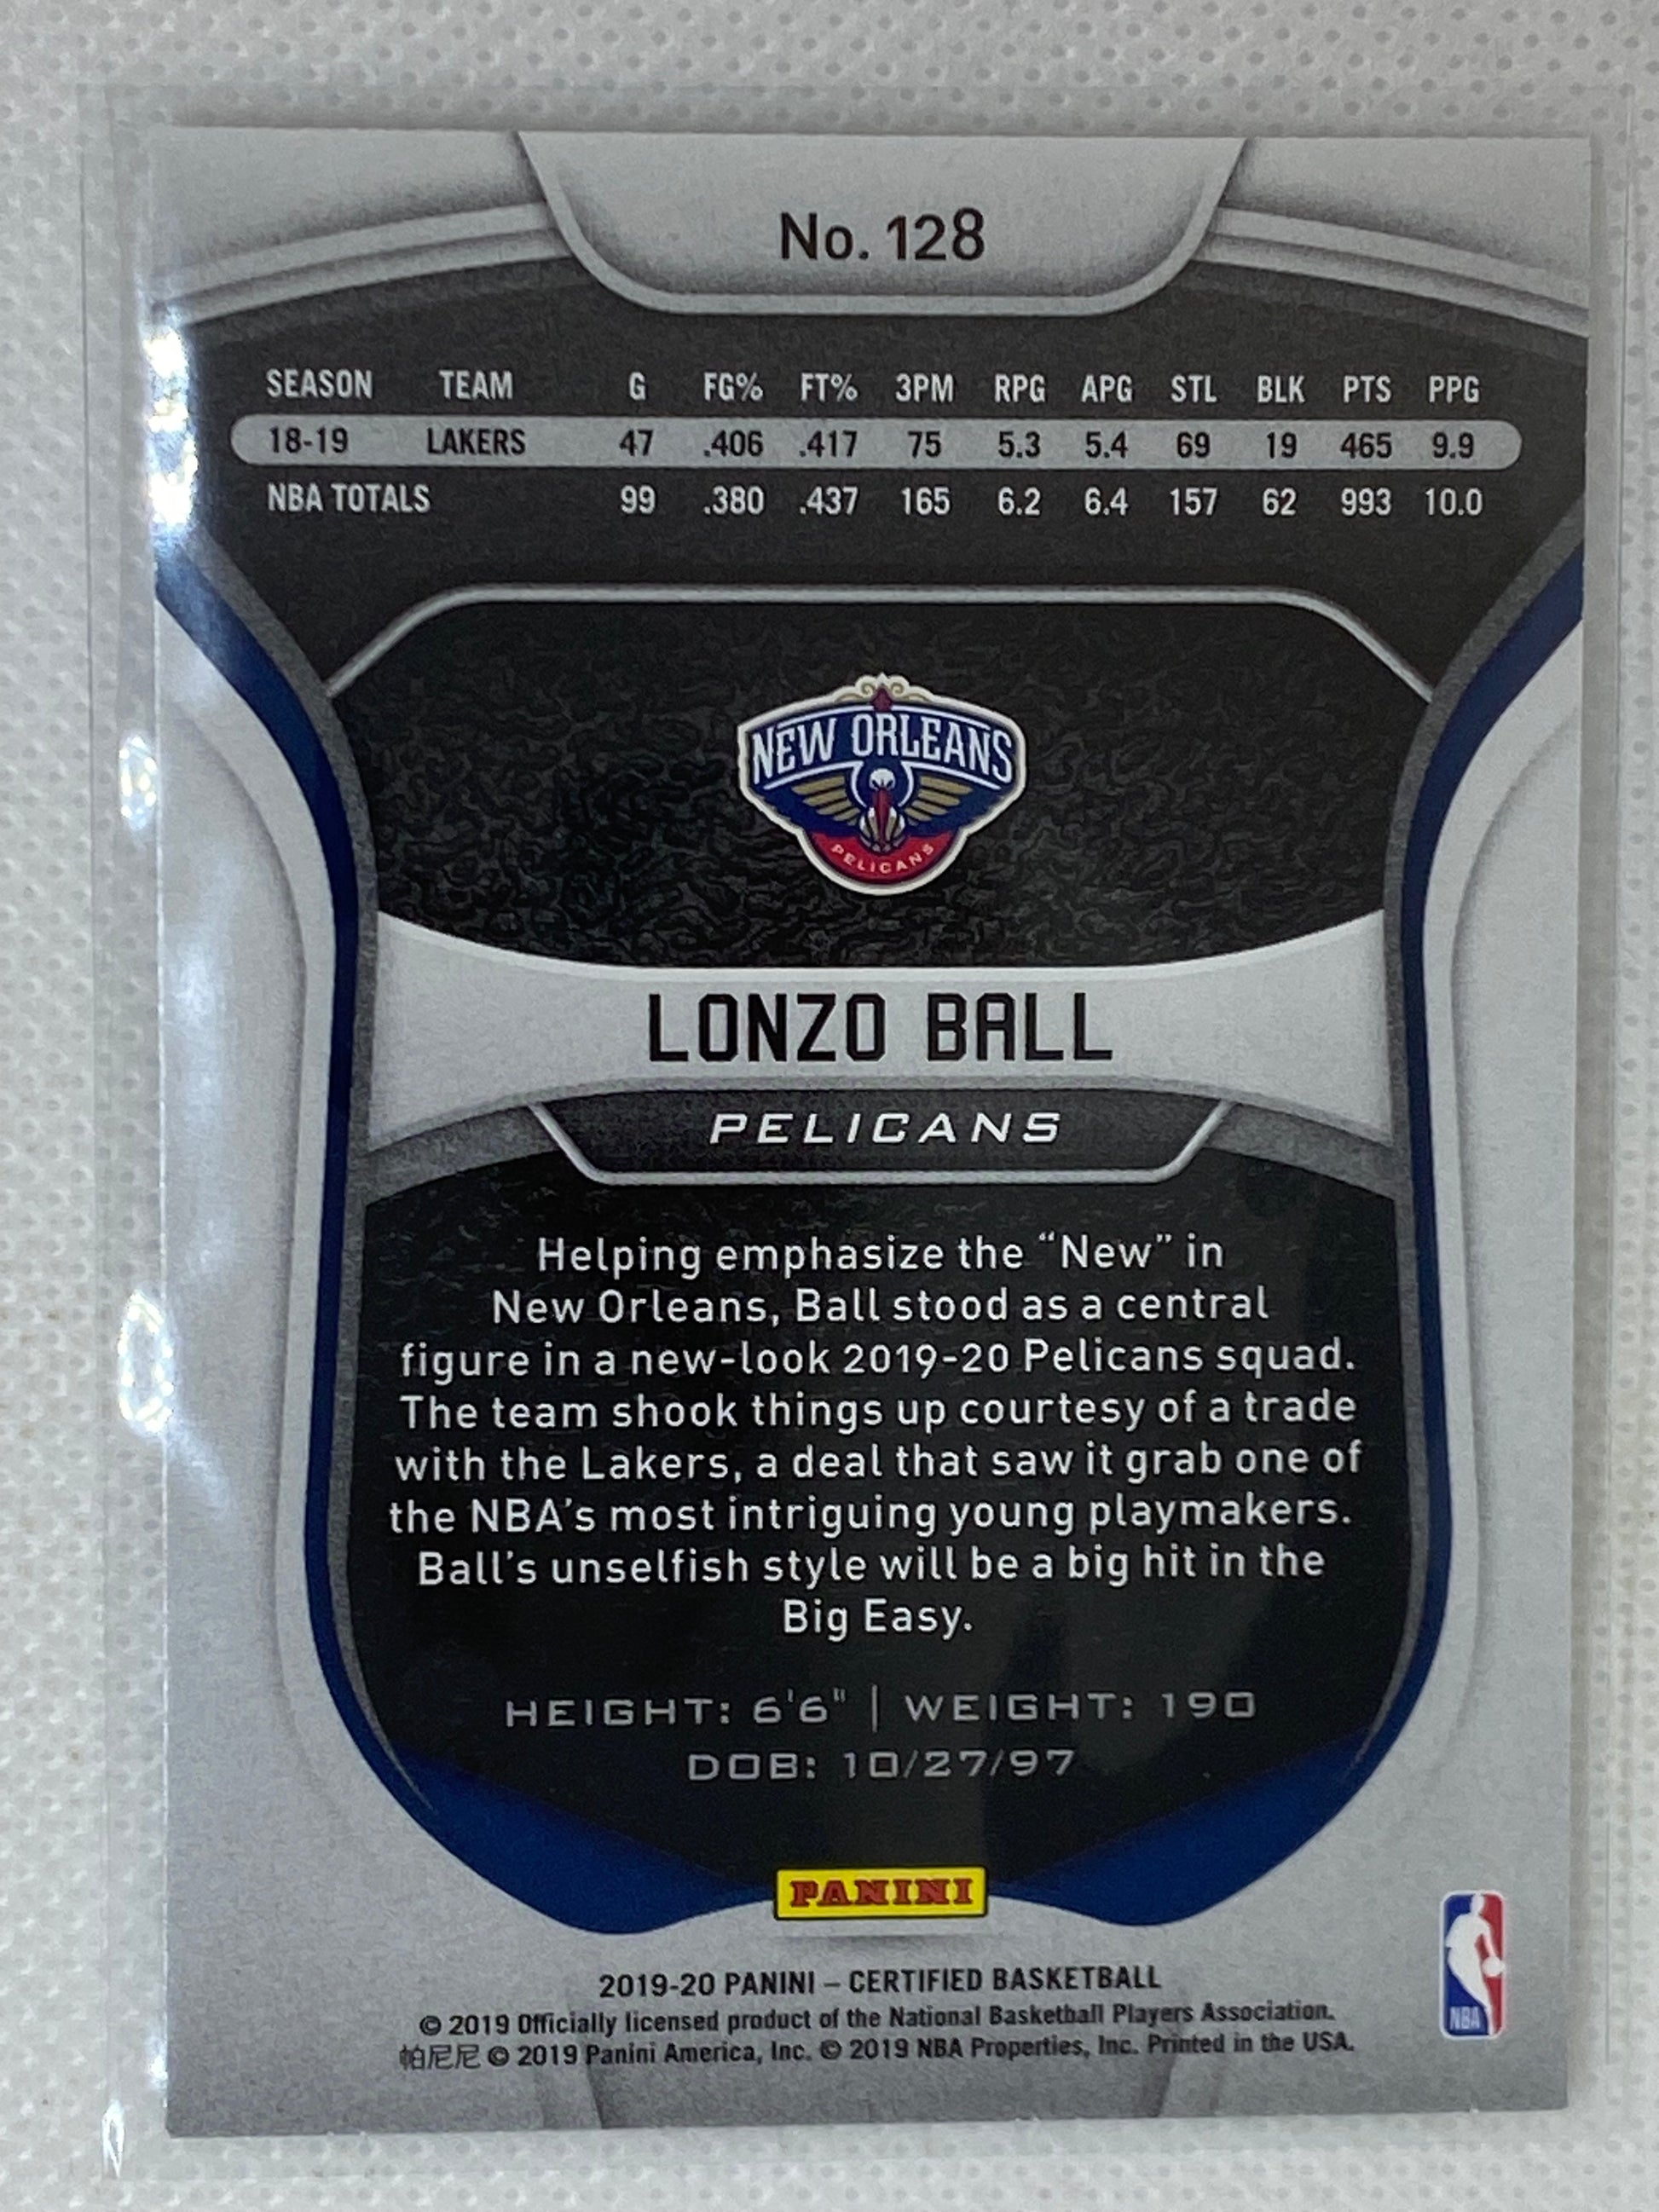 No. 128
SEASON TEAM G FG% FT% 3PM RPG APG STL BLK PTS PPG
18-19 LAKERS 47 .406 .417 75 5.3 5.4 69 19 465 9.9
NBA TOTALS 99 .380 .437 165 6.2 6.4 157 62 993 10.0
NEW ORLEANS
PELICANS
LONZO BALL
PELICANS
Helping emphasize the “New” in
New Orleans, Ball stood as a central
figure in a new-look 2019-20 Pelicans squad.
The team shook things up courtesy of a trade
with the Lakers, a deal that saw it grab one of
the NBA’s most intriguing young playmakers.
Ball’s unselfish style will be a big hit in the
Big Easy.
HEIGHT: 6'6" | WEIGHT: 190
DOB: 10/27/97
PANINI
2019-20 PANINI – CERTIFIED BASKETBALL
© 2019 Officially licensed product of the National Basketball Players Association.
帕尼尼 © 2019 Panini America, Inc. © 2019 NBA Properties, Inc. Printed in the USA.
NBA